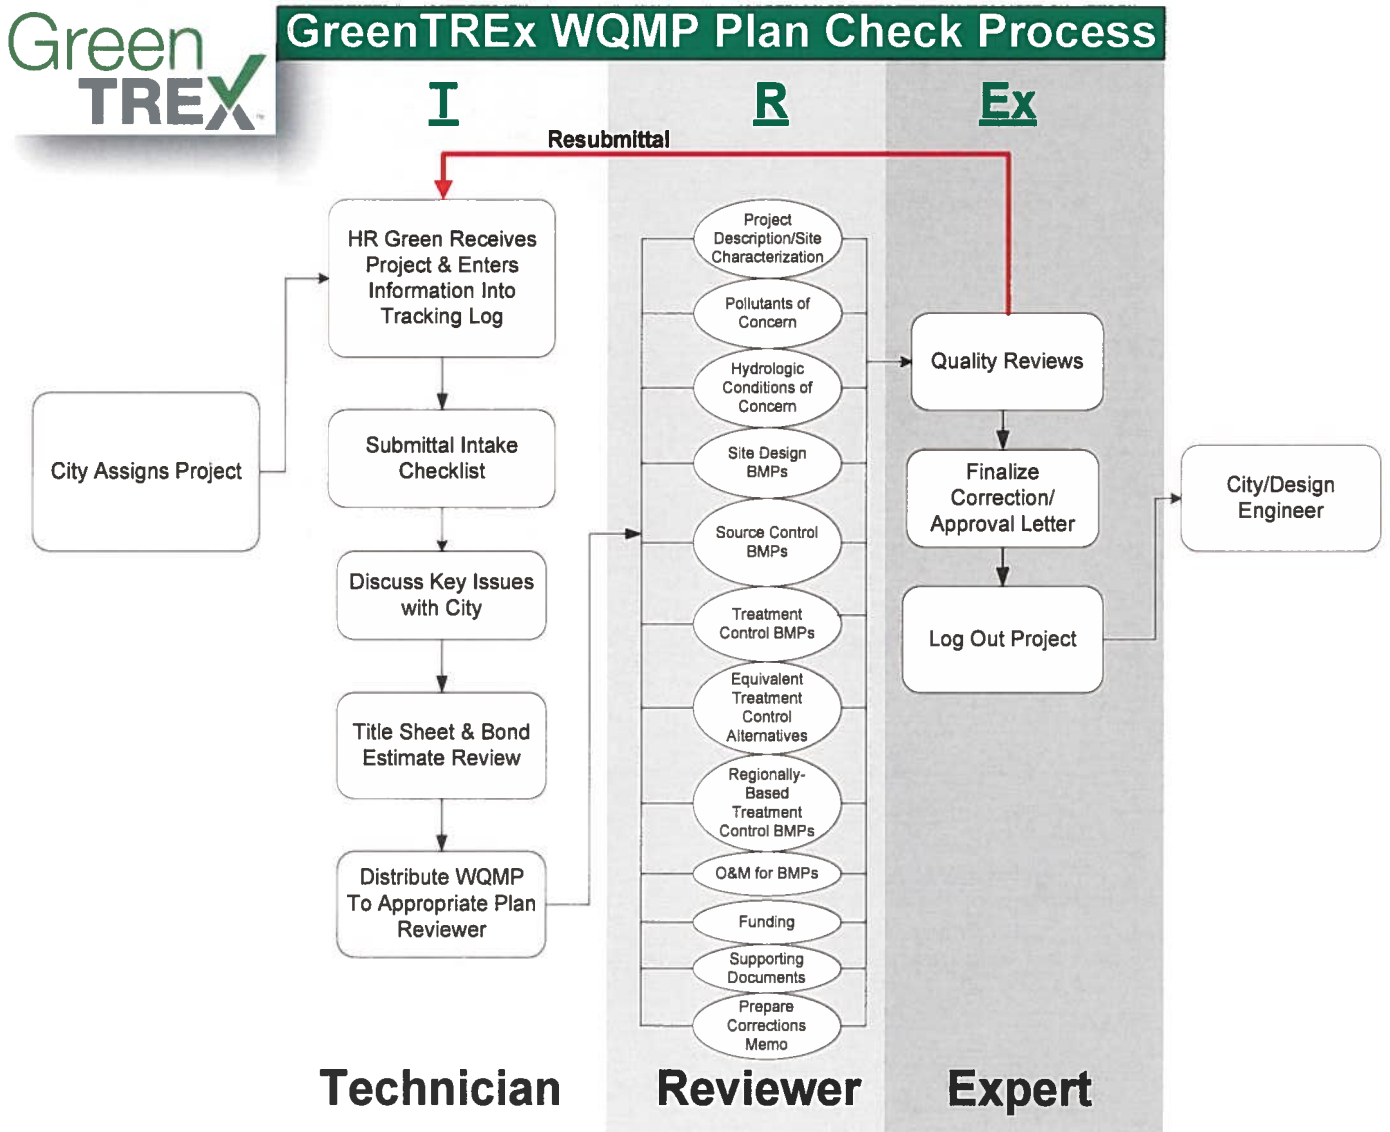 Green
TREx
GreenTREx WQMP Plan Check Process
T
R
Ex
Resubmittal
City Assigns Project
HR Green Receives
Project & Enters
Information Into
Tracking Log
Submittal Intake
Checklist
Discuss Key Issues
with City
Title Sheet & Bond
Estimate Review
Distribute WQMP
To Appropriate Plan
Reviewer
Project
Description/Site
Characterization
Pollutants of
Concern
Hydrologic
Conditions of
Concern
Site Design
BMPs
Source Control
BMPs
Treatment
Control BMPs
Equivalent
Treatment
Control
Alternatives
Regionally-
Based
Treatment
Control BMPs
O&M for BMPs
Funding
Supporting
Documents
Prepare
Corrections
Memo
Quality Reviews
Finalize
Correction/
Approval Letter
Log Out Project
City/Design
Engineer
Technician
Reviewer
Expert